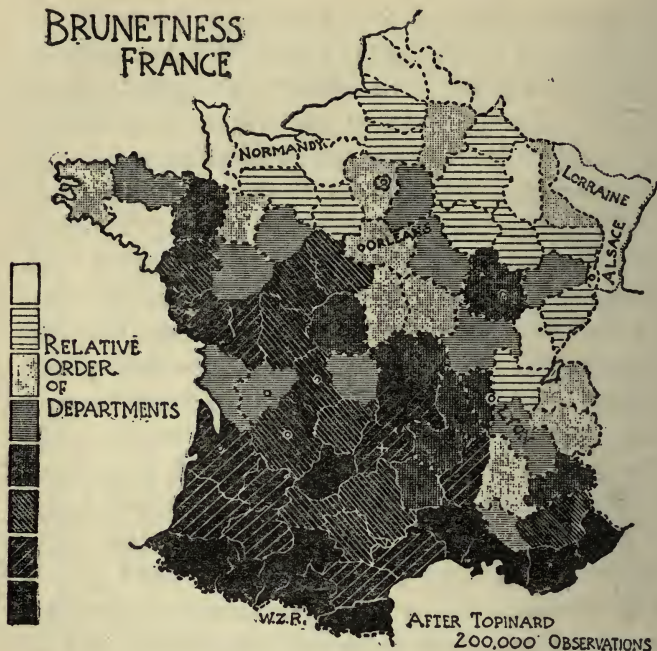 BRUNETNESS
FRANCE
NORMANDY
LORRAINE
ALSACE
ORLEANS
RELATIVE
ORDER
OF
DEPARTMENTS
LYON
W.Z.R.
AFTER TOPINARD
200,000 OBSERVATIONS